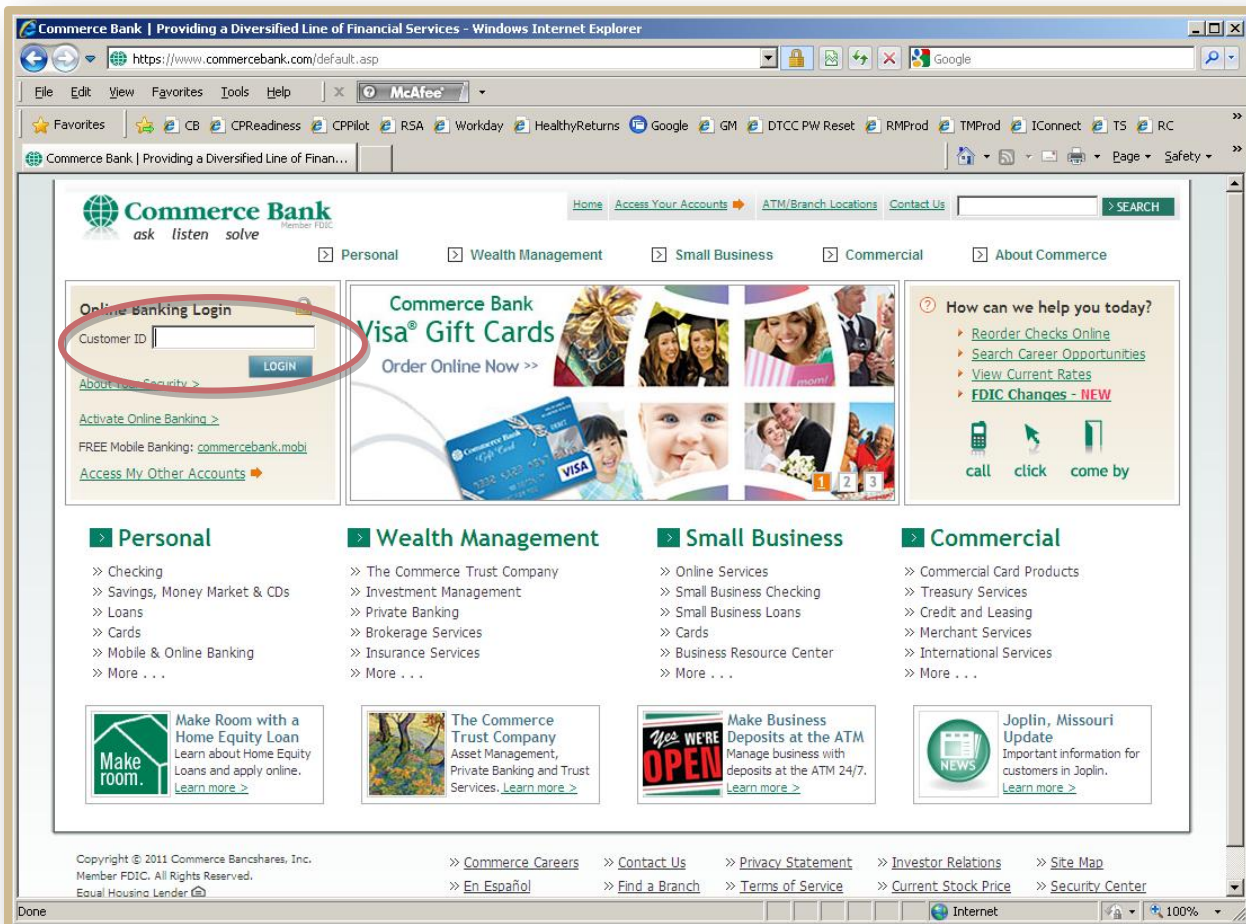 Commerce Bank | Providing a Diversified Line of Financial Services - Windows Internet Explorer
https://www.commercebank.com/default.asp
Google
File Edit View Favorites Tools Help
X McAfee
Favorites CB CPReadiness CPPilot RSA Workday HealthyReturns Google GM DTCC PW Reset RMProd TMProd IConnect TS RC
Commerce Bank | Providing a Diversified Line of Finan...
Page Safety
Commerce Bank
Member FDIC
ask listen solve
Home Access Your Accounts ATM/Branch Locations Contact Us
> SEARCH
Personal Wealth Management Small Business Commercial About Commerce
Online Banking Login
Customer ID
LOGIN
About Your Security >
Activate Online Banking >
FREE Mobile Banking: commercebank.mobi
Access My Other Accounts
Commerce Bank
Visa® Gift Cards
Order Online Now >>
mom!
Commerce Bank
Gift Card
DEBIT
VISA
1 2 3
How can we help you today?
Reorder Checks Online
Search Career Opportunities
View Current Rates
FDIC Changes - NEW
call click come by
Personal
» Checking
» Savings, Money Market & CDs
» Loans
» Cards
» Mobile & Online Banking
» More . . .
Wealth Management
» The Commerce Trust Company
» Investment Management
» Private Banking
» Brokerage Services
» Insurance Services
» More . . .
Small Business
» Online Services
» Small Business Checking
» Small Business Loans
» Cards
» Business Resource Center
» More . . .
Commercial
» Commercial Card Products
» Treasury Services
» Credit and Leasing
» Merchant Services
» International Services
» More . . .
Make
room.
Make Room with a
Home Equity Loan
Learn about Home Equity
Loans and apply online.
Learn more >
The Commerce
Trust Company
Asset Management,
Private Banking and Trust
Services. Learn more >
Yes WE'RE
OPEN
Make Business
Deposits at the ATM
Manage business with
deposits at the ATM 24/7.
Learn more >
NEWS
Joplin, Missouri
Update
Important information for
customers in Joplin.
Learn more >
Copyright © 2011 Commerce Bancshares, Inc.
Member FDIC. All Rights Reserved.
Equal Housing Lender
» Commerce Careers » Contact Us » Privacy Statement » Investor Relations » Site Map
» En Español » Find a Branch » Terms of Service » Current Stock Price » Security Center
Done
Internet
100%